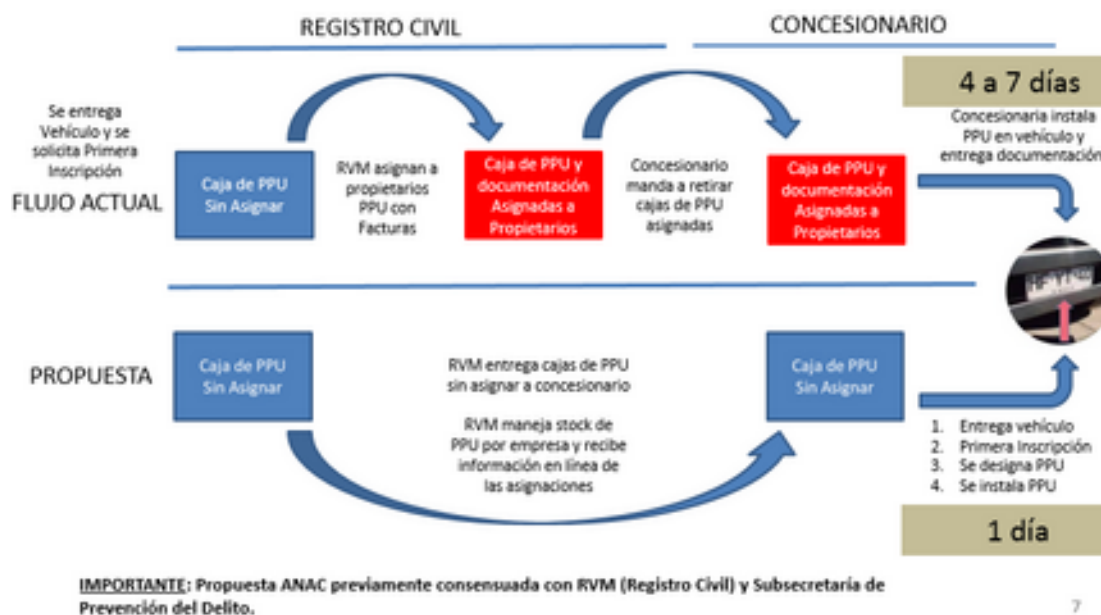 REGISTRO CIVIL
CONCESIONARIO
4 a 7 días
Se entrega
Vehículo y se
solicita Primera
Inscripción
FLUJO ACTUAL
Caja de PPU
Sin Asignar
RVM asignan a
propietarios
PPU con
Facturas
Caja de PPU y
documentación
Asignadas a
Propietarios
Concesionario
manda a retirar
cajas de PPU
asignadas
Caja de PPU y
documentación
Asignadas a
Propietarios
Concesionaria instala
PPU en vehículo y
entrega documentación
PROPUESTA
Caja de PPU
Sin Asignar
RVM entrega cajas de PPU
sin asignar a concesionario
RVM maneja stock de
PPU por empresa y recibe
información en línea de
las asignaciones
Caja de PPU
Sin Asignar
1. Entrega vehículo
2. Primera Inscripción
3. Se designa PPU
4. Se instala PPU
1 día
IMPORTANTE: Propuesta ANAC previamente consensuada con RVM (Registro Civil) y Subsecretaría de
Prevención del Delito.
7